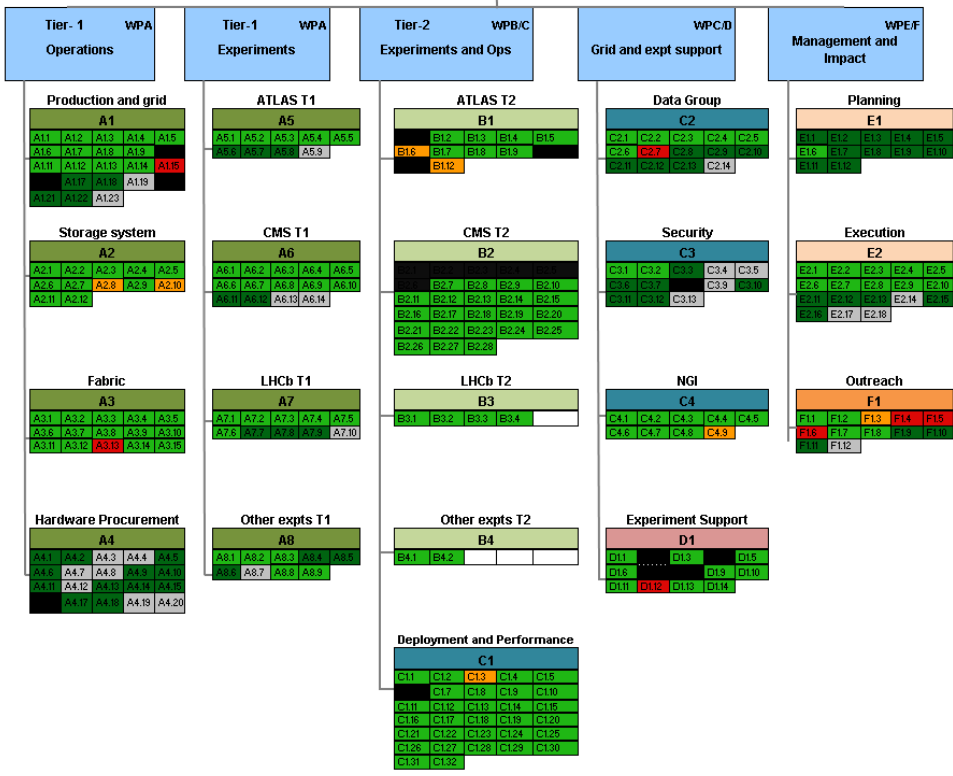 Tier- 1 WPA
Operations
Tier-1 WPA
Experiments
Tier-2 WPB/C
Experiments and Ops
WPC/D
Grid and expt support
WPE/F
Management and
Impact
Production and grid
A1
A1.1 A1.2 A1.3 A1.4 A1.5
A1.6 A1.7 A1.8 A1.9
A1.11 A1.12 A1.13 A1.14 A1.15
A1.17 A1.18 A1.19
A1.21 A1.22 A1.23
Storage system
A2
A2.1 A2.2 A2.3 A2.4 A2.5
A2.6 A2.7 A2.8 A2.9 A2.10
A2.11 A2.12
Fabric
A3
A3.1 A3.2 A3.3 A3.4 A3.5
A3.6 A3.7 A3.8 A3.9 A3.10
A3.11 A3.12 A3.13 A3.14 A3.15
Hardware Procurement
A4
A4.1 A4.2 A4.3 A4.4 A4.5
A4.6 A4.7 A4.8 A4.9 A4.10
A4.11 A4.12 A4.13 A4.14 A4.15
A4.17 A4.18 A4.19 A4.20
ATLAS T1
A5
A5.1 A5.2 A5.3 A5.4 A5.5
A5.6 A5.7 A5.8 A5.9
CMS T1
A6
A6.1 A6.2 A6.3 A6.4 A6.5
A6.6 A6.7 A6.8 A6.9 A6.10
A6.11 A6.12 A6.13 A6.14
LHCb T1
A7
A7.1 A7.2 A7.3 A7.4 A7.5
A7.6 A7.7 A7.8 A7.9 A7.10
Other expts T1
A8
A8.1 A8.2 A8.3 A8.4 A8.5
A8.6 A8.7 A8.8 A8.9
ATLAS T2
B1
B1.2 B1.3 B1.4 B1.5
B1.6 B1.7 B1.8 B1.9
B1.12
CMS T2
B2
B2.1 B2.2 B2.3 B2.4 B2.5
B2.6 B2.7 B2.8 B2.9 B2.10
B2.11 B2.12 B2.13 B2.14 B2.15
B2.16 B2.17 B2.18 B2.19 B2.20
B2.21 B2.22 B2.23 B2.24 B2.25
B2.26 B2.27 B2.28
LHCb T2
B3
B3.1 B3.2 B3.3 B3.4
Other expts T2
B4
B4.1 B4.2
Deployment and Performance
C1
C1.1 C1.2 C1.3 C1.4 C1.5
C1.7 C1.8 C1.9 C1.10
C1.11 C1.12 C1.13 C1.14 C1.15
C1.16 C1.17 C1.18 C1.19 C1.20
C1.21 C1.22 C1.23 C1.24 C1.25
C1.26 C1.27 C1.28 C1.29 C1.30
C1.31 C1.32
Data Group
C2
C2.1 C2.2 C2.3 C2.4 C2.5
C2.6 C2.7 C2.8 C2.9 C2.10
C2.11 C2.12 C2.13 C2.14
Security
C3
C3.1 C3.2 C3.3 C3.4 C3.5
C3.6 C3.7 C3.9 C3.10
C3.11 C3.12 C3.13
NGI
C4
C4.1 C4.2 C4.3 C4.4 C4.5
C4.6 C4.7 C4.8 C4.9
Experiment Support
D1
D1.1 D1.3 D1.5
D1.6 D1.9 D1.10
D1.11 D1.12 D1.13 D1.14
Planning
E1
E1.1 E1.2 E1.3 E1.4 E1.5
E1.6 E1.7 E1.8 E1.9 E1.10
E1.11 E1.12
Execution
E2
E2.1 E2.2 E2.3 E2.4 E2.5
E2.6 E2.7 E2.8 E2.9 E2.10
E2.11 E2.12 E2.13 E2.14 E2.15
E2.16 E2.17 E2.18
Outreach
F1
F1.1 F1.2 F1.3 F1.4 F1.5
F1.6 F1.7 F1.8 F1.9 F1.10
F1.11 F1.12